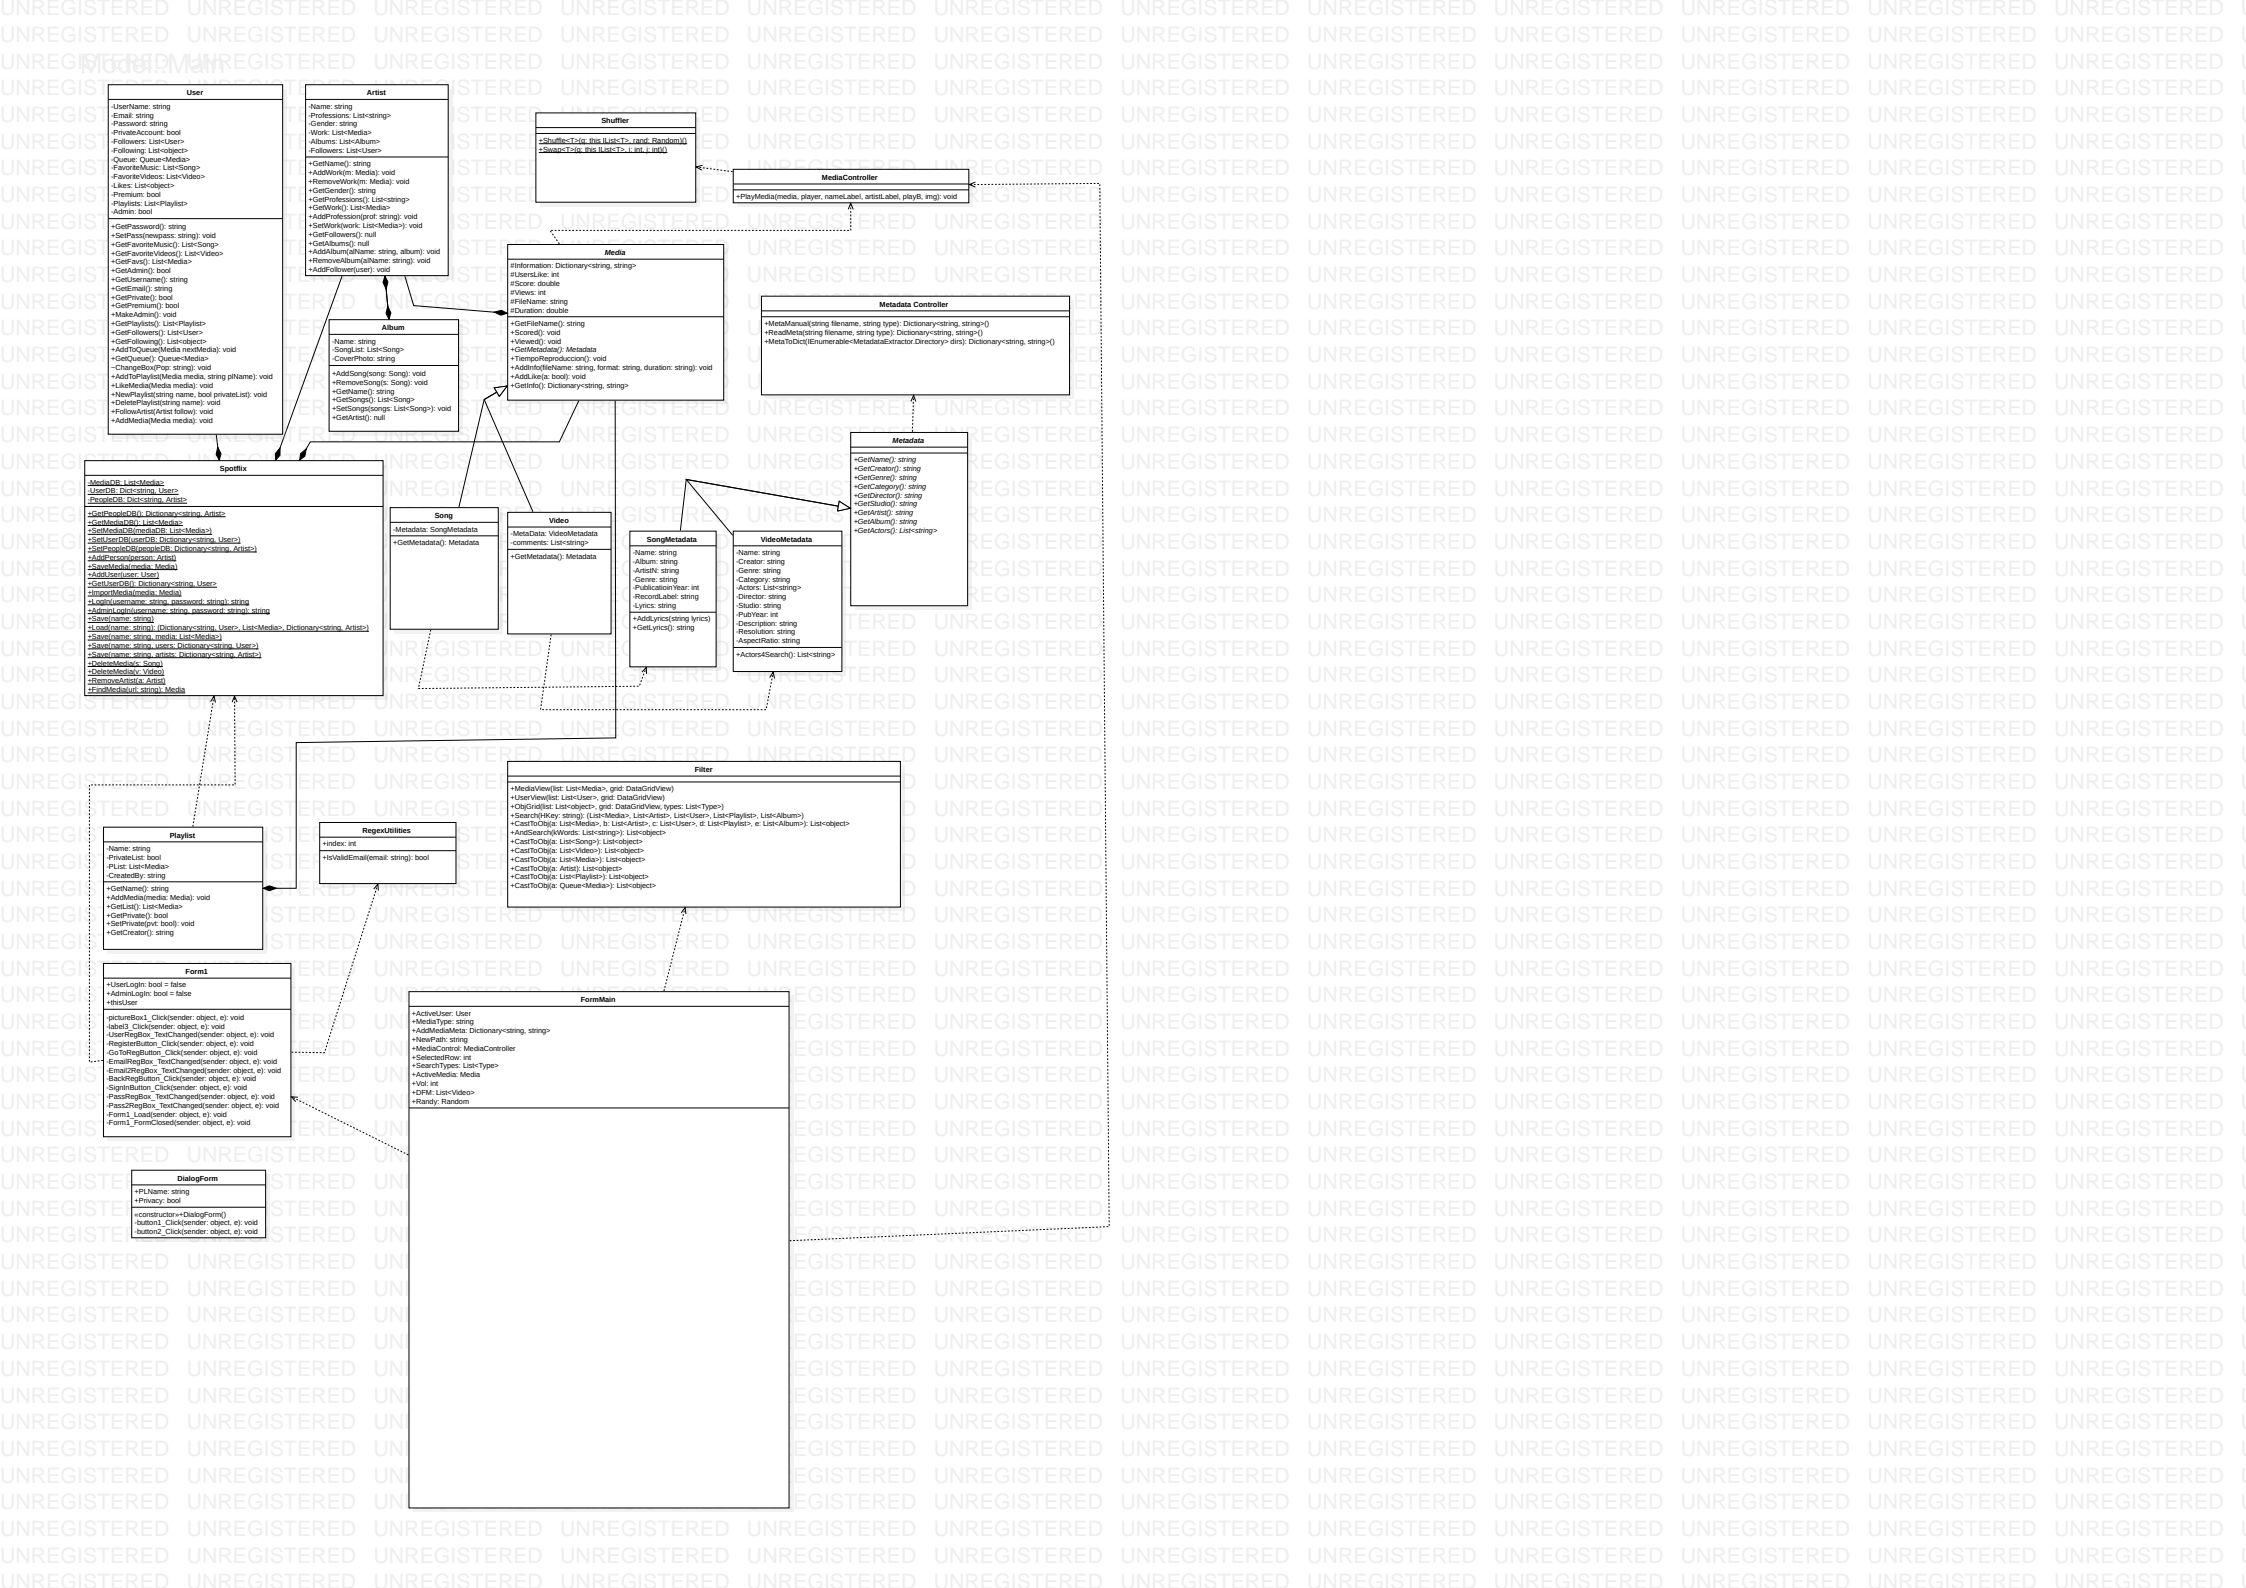 Model::Main
User
-UserName: string
-Email: string
-Password: string
-PrivateAccount: bool
-Followers: List<User>
-Following: List<object>
-Queue: Queue<Media>
-FavoriteMusic: List<Song>
-FavoriteVideos: List<Video>
-Likes: List<object>
-Premium: bool
-Playlists: List<Playlist>
-Admin: bool
+GetPassword(): string
+SetPass(newpass: string): void
+GetFavoriteMusic(): List<Song>
+GetFavoriteVideos(): List<Video>
+GetFavs(): List<Media>
+GetAdmin(): bool
+GetUsername(): string
+GetEmail(): string
+GetPrivate(): bool
+GetPremium(): bool
+MakeAdmin(): void
+GetPlaylists(): List<Playlist>
+GetFollowers(): List<User>
+GetFollowing(): List<object>
+AddToQueue(Media nextMedia): void
+GetQueue(): Queue<Media>
~ChangeBox(Pop: string): void
+AddToPlaylist(Media media, string plName): void
+LikeMedia(Media media): void
+NewPlaylist(string name, bool privateList): void
+DeletePlaylist(string name): void
+FollowArtist(Artist follow): void
+AddMedia(Media media): void
Artist
-Name: string
-Professions: List<string>
-Gender: string
-Work: List<Media>
-Albums: List<Album>
-Followers: List<User>
+GetName(): string
+AddWork(m: Media): void
+RemoveWork(m: Media): void
+GetGender(): string
+GetProfessions(): List<string>
+GetWork(): List<Media>
+AddProfession(prof: string): void
+SetWork(work: List<Media>): void
+GetFollowers(): null
+GetAlbums(): null
+AddAlbum(alName: string, album): void
+RemoveAlbum(alName: string): void
+AddFollower(user): void
Shuffler
+Shuffle<T>(q: this IList<T>, rand: Random)()
+Swap<T>(q: this IList<T>, i: int, j: int)()
MediaController
+PlayMedia(media, player, nameLabel, artistLabel, playB, img): void
Media
#Information: Dictionary<string, string>
#UsersLike: int
#Score: double
#Views: int
#FileName: string
#Duration: double
+GetFileName(): string
+Scored(): void
+Viewed(): void
+GetMetadata(): Metadata
+TiempoReproduccion(): void
+AddInfo(fileName: string, format: string, duration: string): void
+AddLike(a: bool): void
+GetInfo(): Dictionary<string, string>
Metadata Controller
+MetaManual(string filename, string type): Dictionary<string, string>()
+ReadMeta(string filename, string type): Dictionary<string, string>()
+MetaToDict(IEnumerable<MetadataExtractor.Directory> dirs): Dictionary<string, string>()
Album
-Name: string
-SongList: List<Song>
-CoverPhoto: string
+AddSong(song: Song): void
+RemoveSong(s: Song): void
+GetName(): string
+GetSongs(): List<Song>
+SetSongs(songs: List<Song>): void
+GetArtist(): null
Metadata
+GetName(): string
+GetCreator(): string
+GetGenre(): string
+GetCategory(): string
+GetDirector(): string
+GetStudio(): string
+GetArtist(): string
+GetAlbum(): string
+GetActors(): List<string>
Spotflix
-MediaDB: List<Media>
-UserDB: Dict<string, User>
-PeopleDB: Dict<string, Artist>
+GetPeopleDB(): Dictionary<string, Artist>
+GetMediaDB(): List<Media>
+SetMediaDB(mediaDB: List<Media>)
+SetUserDB(userDB: Dictionary<string, User>)
+SetPeopleDB(peopleDB: Dictionary<string, Artist>)
+AddPerson(person: Artist)
+SaveMedia(media: Media)
+AddUser(user: User)
+GetUserDB(): Dictionary<string, User>
+ImportMedia(media: Media)
+LogIn(username: string, password: string): string
+AdminLogIn(username: string, password: string): string
+Save(name: string)
+Load(name: string): (Dictionary<string, User>, List<Media>, Dictionary<string, Artist>)
+Save(name: string, media: List<Media>)
+Save(name: string, users: Dictionary<string, User>)
+Save(name: string, artists: Dictionary<string, Artist>)
+DeleteMedia(s: Song)
+DeleteMedia(v: Video)
+RemoveArtist(a: Artist)
+FindMedia(url: string): Media
Song
-Metadata: SongMetadata
+GetMetadata(): Metadata
Video
-MetaData: VideoMetadata
-comments: List<string>
+GetMetadata(): Metadata
SongMetadata
-Name: string
-Album: string
-ArtistN: string
-Genre: string
-PublicatioinYear: int
-RecordLabel: string
-Lyrics: string
+AddLyrics(string lyrics)
+GetLyrics(): string
VideoMetadata
-Name: string
-Creator: string
-Genre: string
-Category: string
-Actors: List<string>
-Director: string
-Studio: string
-PubYear: int
-Description: string
-Resolution: string
-AspectRatio: string
+Actors4Search(): List<string>
Filter
+MediaView(list: List<Media>, grid: DataGridView)
+UserView(list: List<User>, grid: DataGridView)
+ObjGrid(list: List<object>, grid: DataGridView, types: List<Type>)
+Search(HKey: string): (List<Media>, List<Artist>, List<User>, List<Playlist>, List<Album>)
+CastToObj(a: List<Media>, b: List<Artist>, c: List<User>, d: List<Playlist>, e: List<Album>): List<object>
+AndSearch(kWords: List<string>): List<object>
+CastToObj(a: List<Song>): List<object>
+CastToObj(a: List<Video>): List<object>
+CastToObj(a: List<Media>): List<object>
+CastToObj(a: Artist): List<object>
+CastToObj(a: List<Playlist>): List<object>
+CastToObj(a: Queue<Media>): List<object>
Playlist
-Name: string
-PrivateList: bool
-PList: List<Media>
-CreatedBy: string
+GetName(): string
+AddMedia(media: Media): void
+GetList(): List<Media>
+GetPrivate(): bool
+SetPrivate(pvt: bool): void
+GetCreator(): string
RegexUtilities
+index: int
+IsValidEmail(email: string): bool
Form1
+UserLogIn: bool = false
+AdminLogIn: bool = false
+thisUser
-pictureBox1_Click(sender: object, e): void
-label3_Click(sender: object, e): void
-UserRegBox_TextChanged(sender: object, e): void
-RegisterButton_Click(sender: object, e): void
-GoToRegButton_Click(sender: object, e): void
-EmailRegBox_TextChanged(sender: object, e): void
-Email2RegBox_TextChanged(sender: object, e): void
-BackRegButton_Click(sender: object, e): void
-SignInButton_Click(sender: object, e): void
-PassRegBox_TextChanged(sender: object, e): void
-Pass2RegBox_TextChanged(sender: object, e): void
-Form1_Load(sender: object, e): void
-Form1_FormClosed(sender: object, e): void
FormMain
+ActiveUser: User
+MediaType: string
+AddMediaMeta: Dictionary<string, string>
+NewPath: string
+MediaControl: MediaController
+SelectedRow: int
+SearchTypes: List<Type>
+ActiveMedia: Media
+Vol: int
+DFM: List<Video>
+Randy: Random
DialogForm
+PLName: string
+Privacy: bool
«constructor»+DialogForm()
-button1_Click(sender: object, e): void
-button2_Click(sender: object, e): void
UNREGISTERED